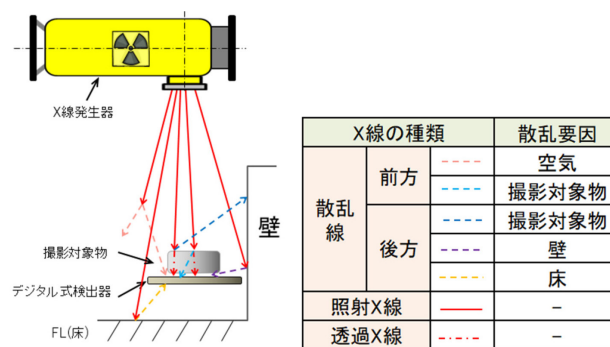 X線発生器
壁
撮影対象物
デジタル式検出器
FL(床)
X線の種類 散乱要因
散乱線 前方 空気
撮影対象物
後方 撮影対象物
壁
床
照射X線 －
透過X線 －